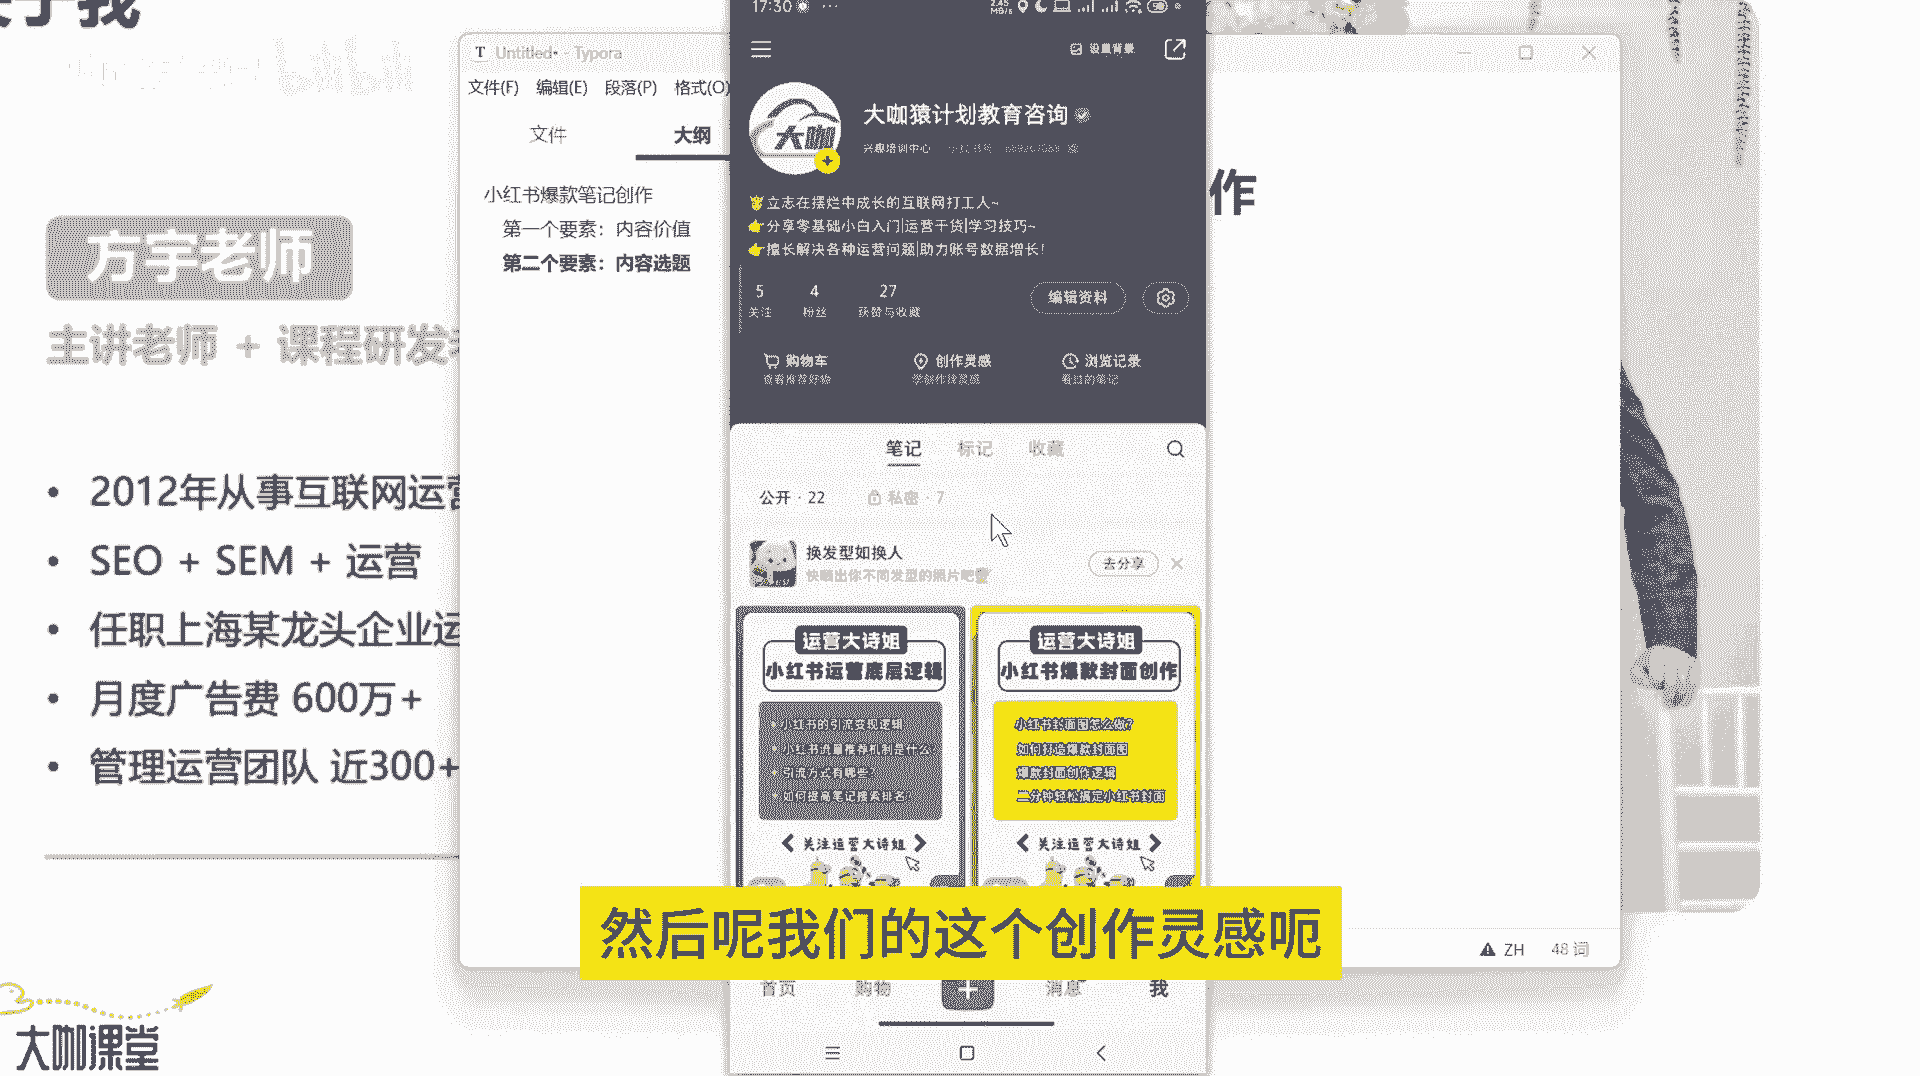 关于我
方宇老师
主讲老师 + 课程研发
2012年从事互联网运营
SEO + SEM + 运营
任职上海某龙头企业运
月度广告费 600万+
管理运营团队 近300+
大咖课堂
T Untitled• - Typora
文件(F) 编辑(E) 段落(P) 格式(O)
文件 大纲
小红书爆款笔记创作
第一个要素：内容价值
第二个要素：内容选题
作
ZH 48 词
17:30
设置背景
大咖
大咖猿计划教育咨询
兴趣培训中心
立志在摆烂中成长的互联网打工人~
分享零基础小白入门|运营干货|学习技巧~
擅长解决各种运营问题|助力账号数据增长!
5 4 27
关注 粉丝 获赞与收藏
编辑资料
购物车 创作灵感 浏览记录
查看推荐好物 学创作找灵感 看过的笔记
笔记 标记 收藏
公开 · 22 私密 · 7
换发型如换人
快晒出你不同发型的照片吧
去分享
运营大诗姐
小红书运营底层逻辑
小红书的引流变现逻辑
小红书流量推荐机制是什么
引流方式有哪些?
如何提高笔记搜索排名?
关注运营大诗姐
运营大诗姐
小红书爆款封面创作
小红书封面图怎么做?
如何打造爆款封面图
爆款封面创作逻辑
二分钟轻松搞定小红书封面
关注运营大诗姐
然后呢我们的这个创作灵感呃
首页 购物 消息 我